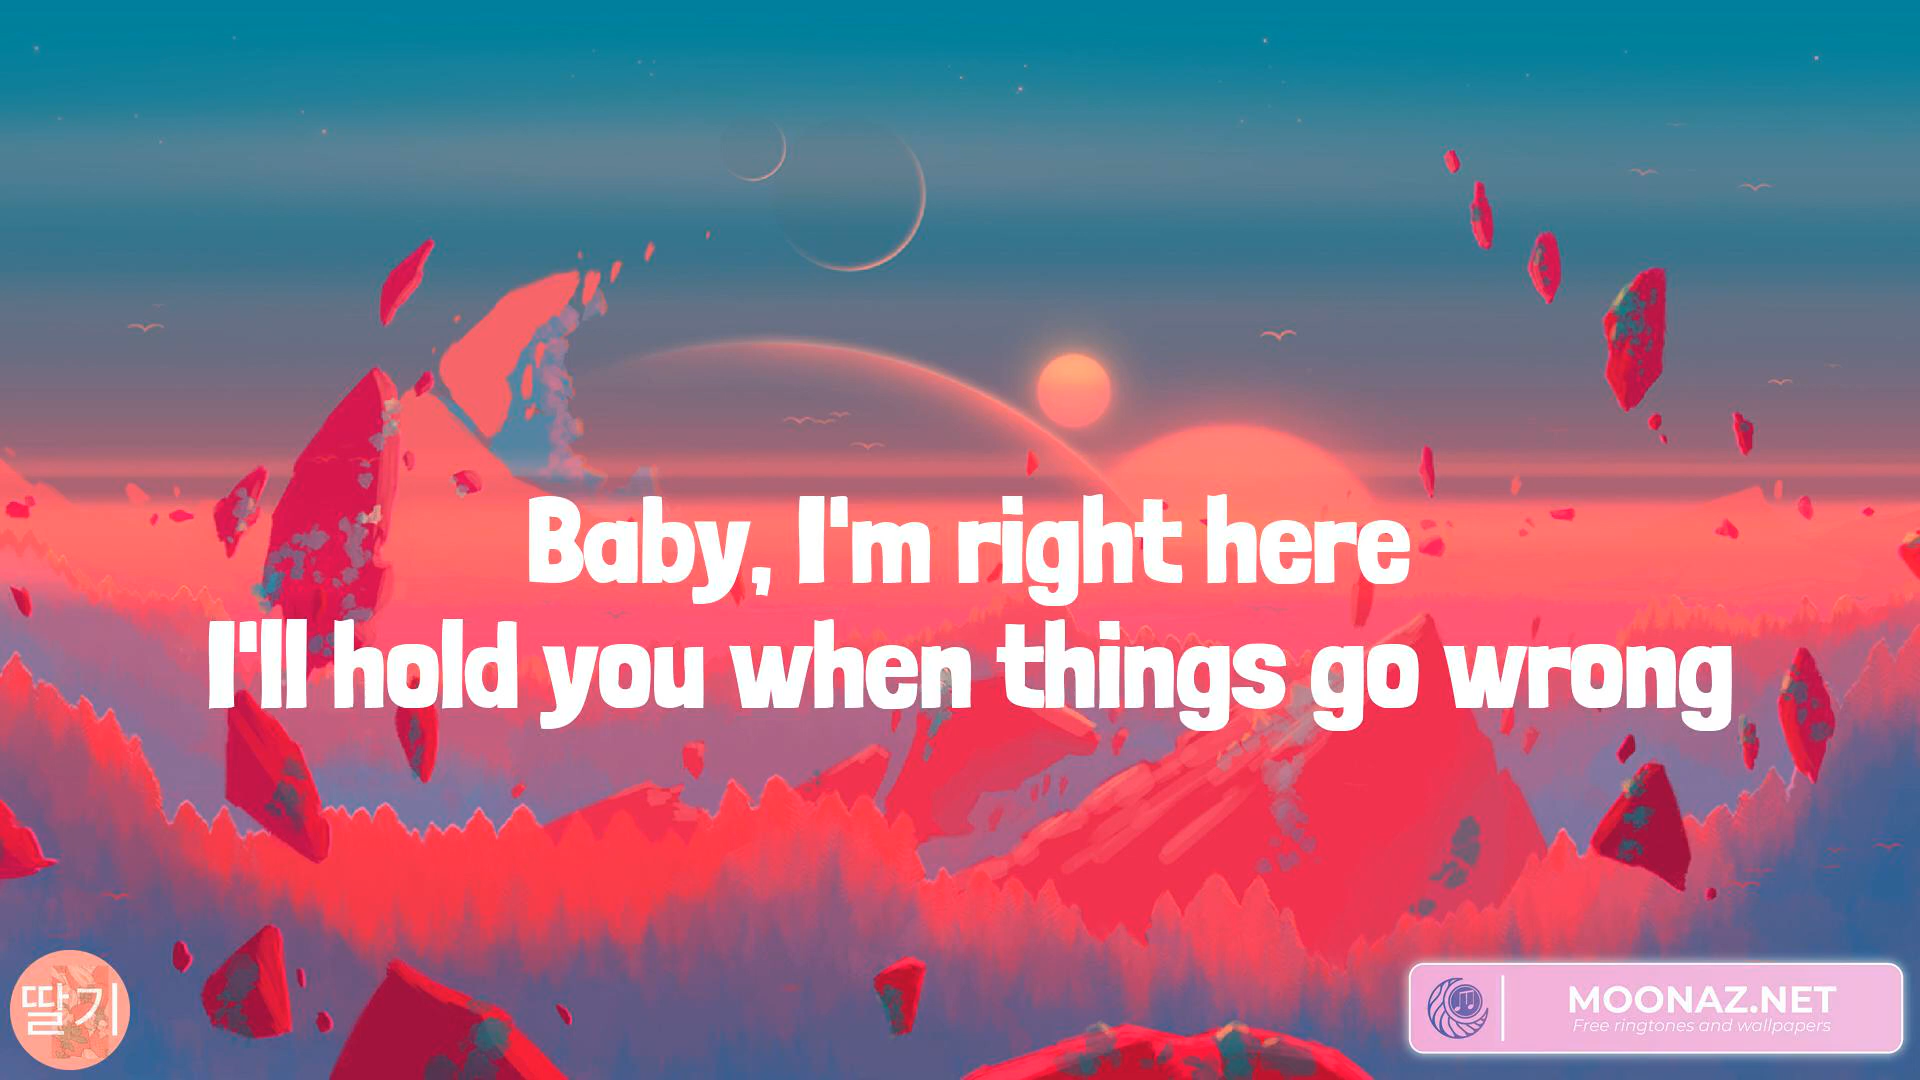 Baby, I'm right here
I'll hold you when things go wrong
딸기
MOONAZ.NET
Free ringtones and wallpapers